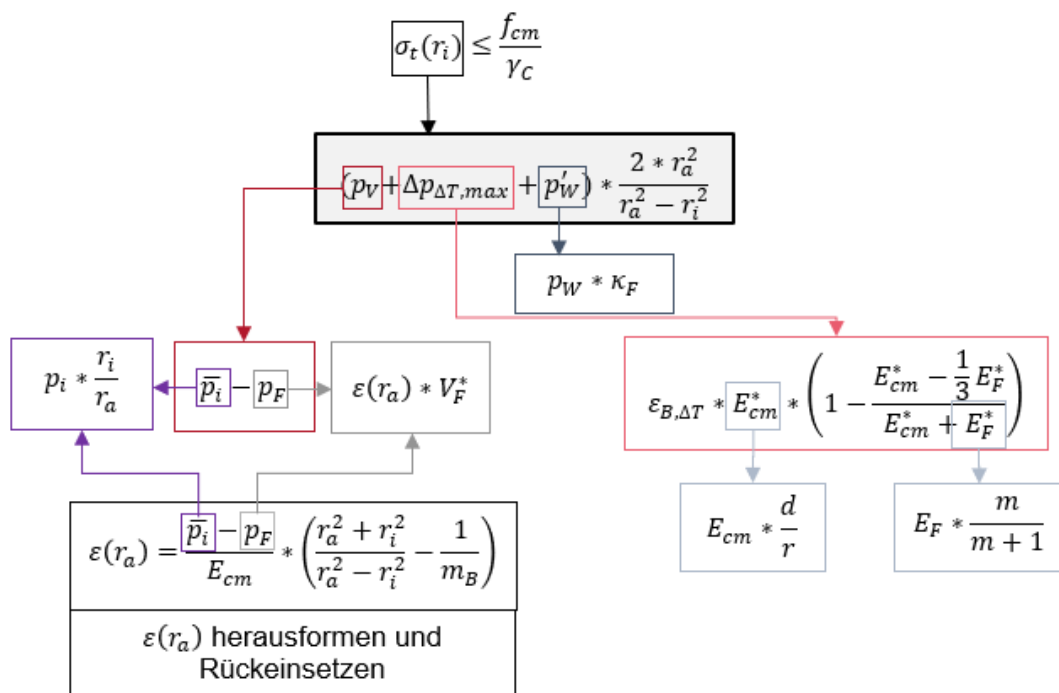 σ_t(r_i) ≤ f_cm / γ_C
(p_V + Δp_ΔT,max + p′_W) * (2 * r_a^2) / (r_a^2 − r_i^2)
p_W * κ_F
p_i * r_i / r_a
p̅_i − p_F
ε(r_a) * V_F^*
ε_B,ΔT * E_cm^* * (1 − (E_cm^* − 1/3 E_F^*) / (E_cm^* + E_F^*))
E_cm * d / r
E_F * m / (m + 1)
ε(r_a) = (p̅_i − p_F) / E_cm * ((r_a^2 + r_i^2) / (r_a^2 − r_i^2) − 1 / m_B)
ε(r_a) herausformen und
Rückeinsetzen